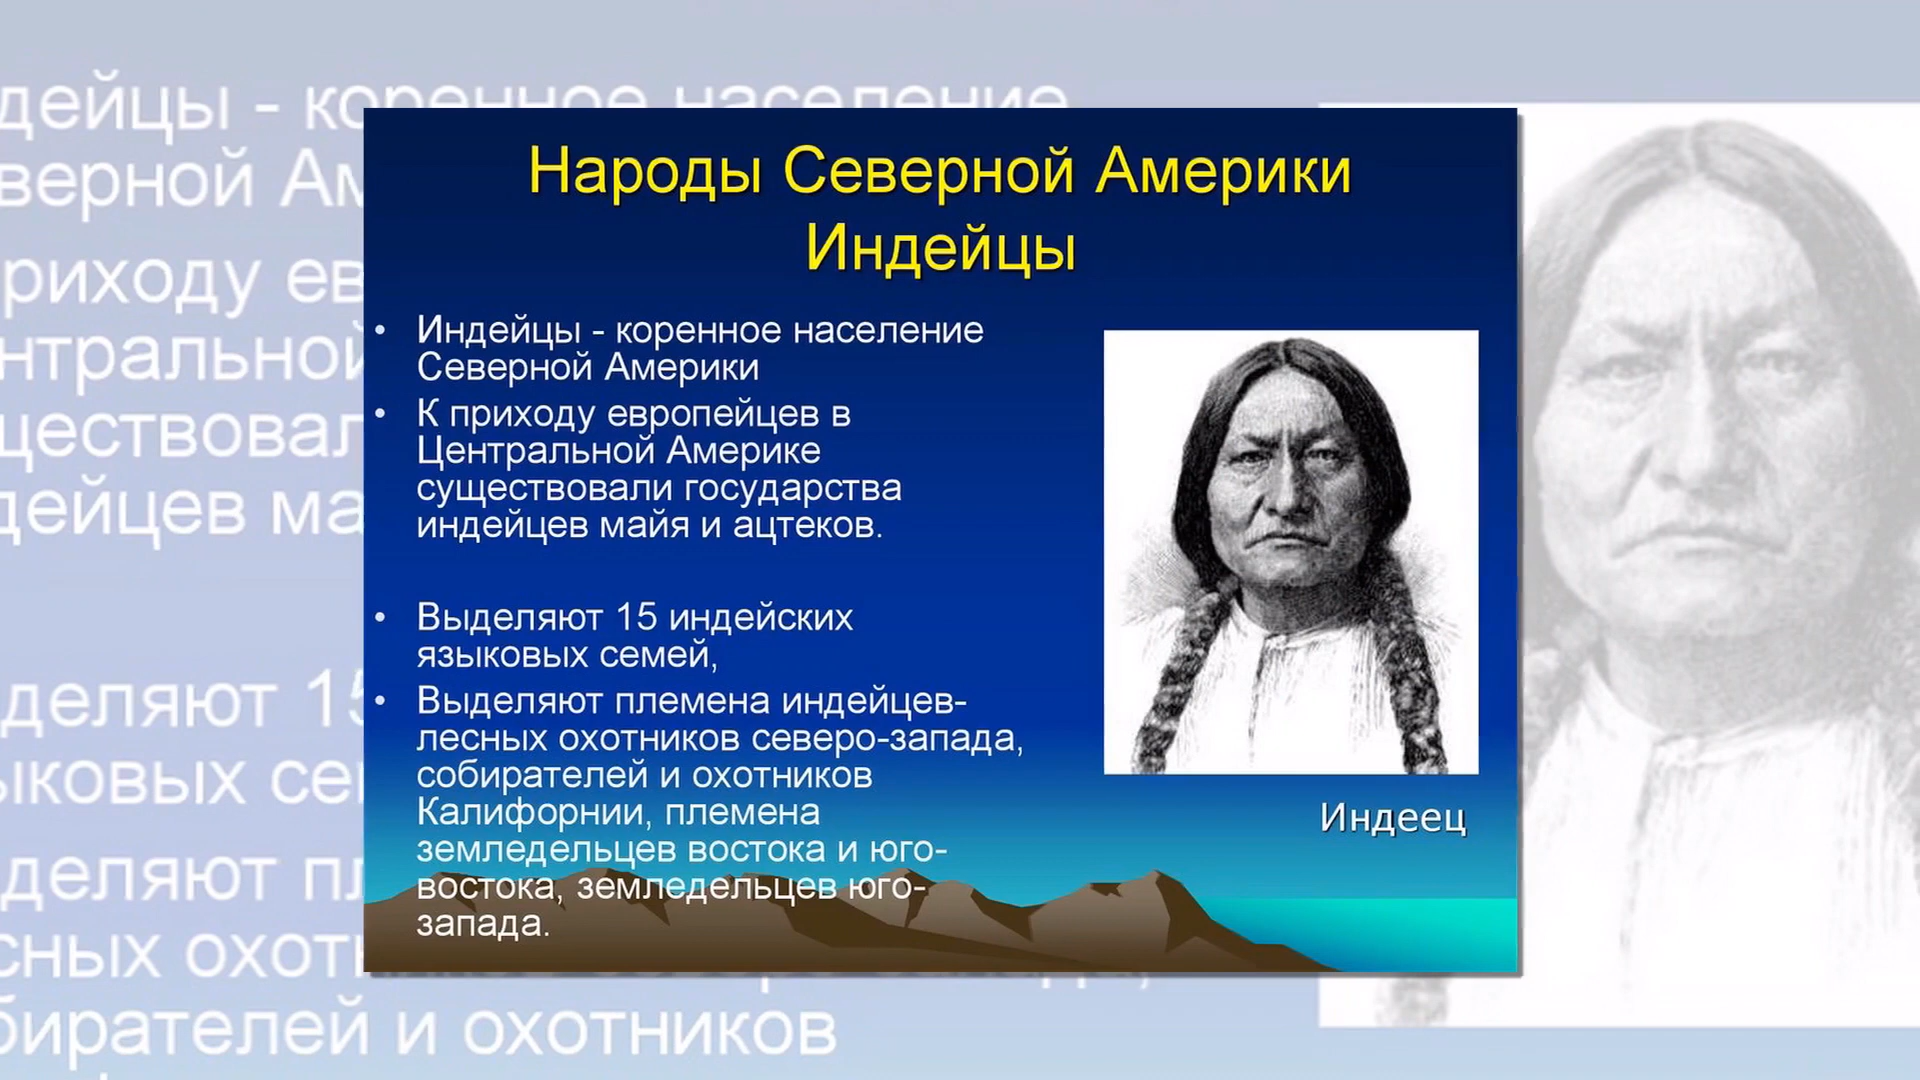 Народы Северной Америки
Индейцы
• Индейцы - коренное население
Северной Америки
• К приходу европейцев в
Центральной Америке
существовали государства
индейцев майя и ацтеков.
• Выделяют 15 индейских
языковых семей,
• Выделяют племена индейцев-
лесных охотников северо-запада,
собирателей и охотников
Калифорнии, племена
земледельцев востока и юго-
востока, земледельцев юго-
запада.
Индеец